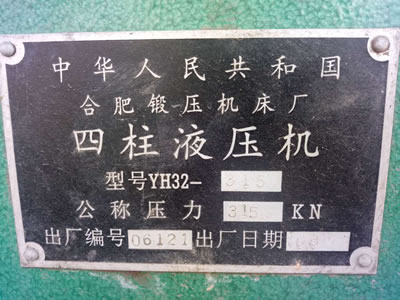 中华人民共和国
合肥锻压机床厂
四柱液压机
型号YH32- 315
公称压力 315 KN
出厂编号 06121 出厂日期